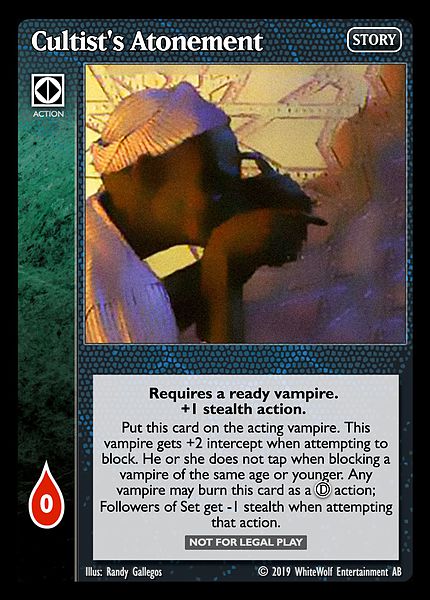 Cultist's Atonement
STORY
ACTION
Requires a ready vampire.
+1 stealth action.
Put this card on the acting vampire. This
vampire gets +2 intercept when attempting to
block. He or she does not tap when blocking a
vampire of the same age or younger. Any
vampire may burn this card as a Ⓓ action;
Followers of Set get -1 stealth when attempting
that action.
NOT FOR LEGAL PLAY
0
Illus: Randy Gallegos
© 2019 WhiteWolf Entertainment AB